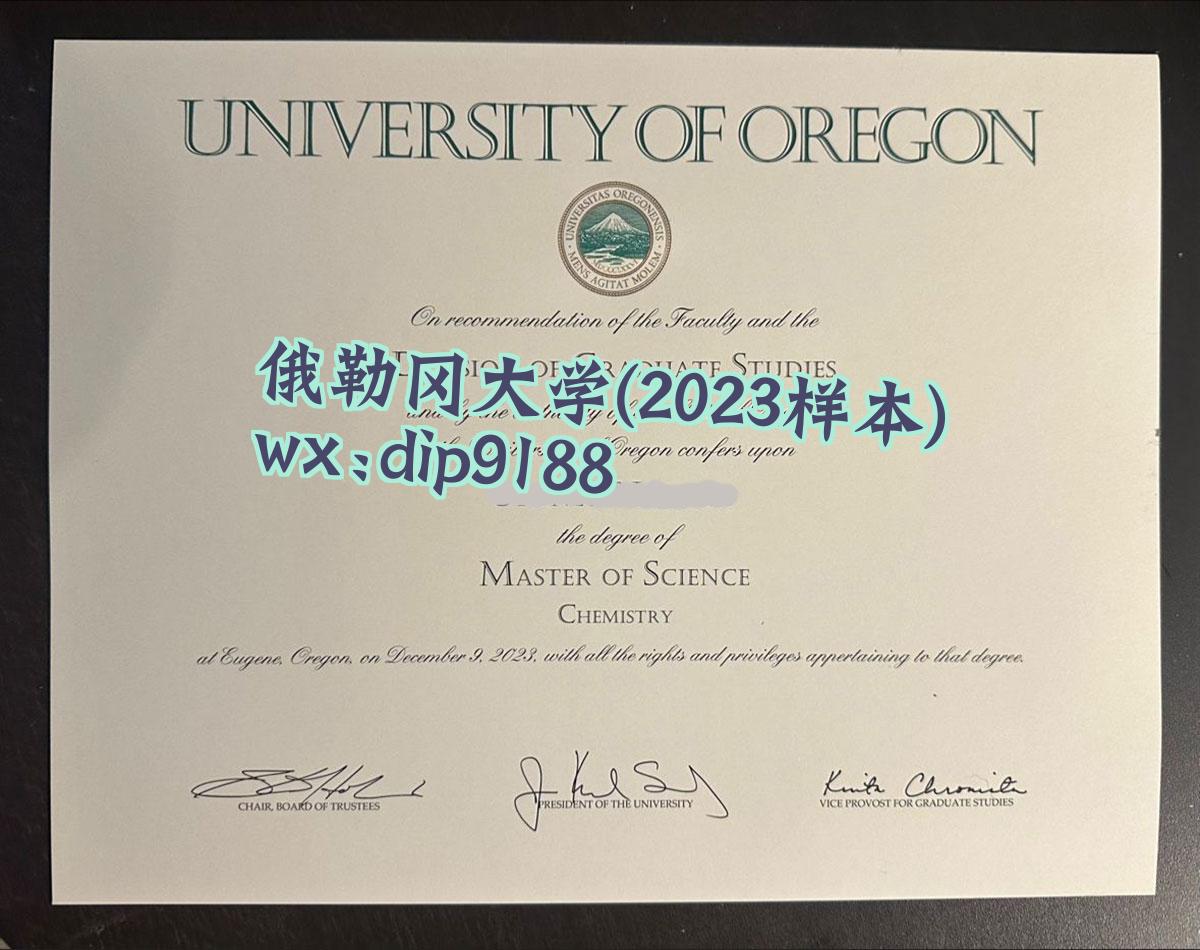 UNIVERSITY OF OREGON
UNIVERSITAS OREGONENSIS
MENS AGITAT MOLEM
On recommendation of the Faculty and the
OF GRADUATE STUDIES
俄勒冈大学(2023样本)
Oregon confers upon
wx:dip9188
the degree of
MASTER OF SCIENCE
CHEMISTRY
at Eugene, Oregon, on December 9, 2023, with all the rights and privileges appertaining to that degree.
CHAIR, BOARD OF TRUSTEES
PRESIDENT OF THE UNIVERSITY
VICE PROVOST FOR GRADUATE STUDIES